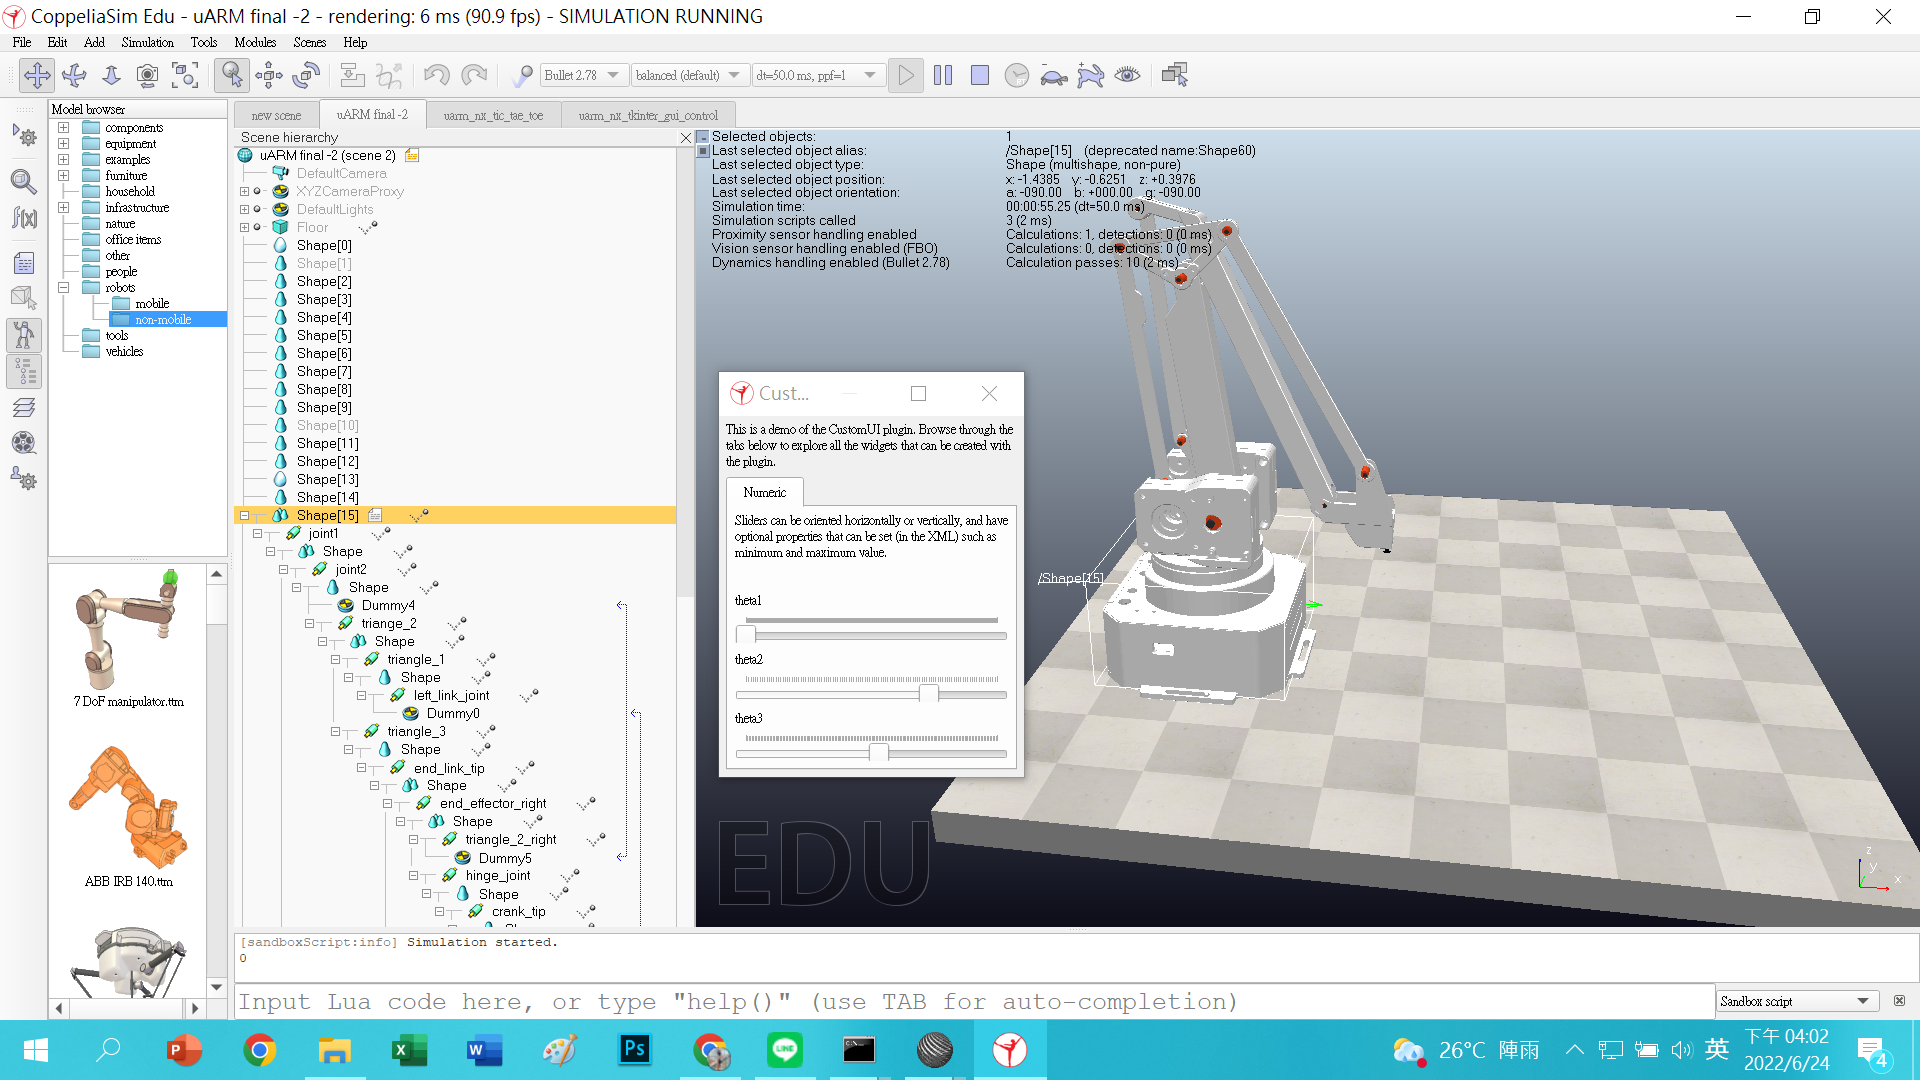 CoppeliaSim Edu - uARM final -2 - rendering: 6 ms (90.9 fps) - SIMULATION RUNNING
File Edit Add Simulation Tools Modules Scenes Help
Bullet 2.78 balanced (default) dt=50.0 ms, ppf=1
Model browser
components
equipment
examples
furniture
household
infrastructure
nature
office items
other
people
robots
mobile
non-mobile
tools
vehicles
7 DoF manipulator.ttm
ABB IRB 140.ttm
new scene uARM final -2 uarm_nx_tic_tae_toe uarm_nx_tkinter_gui_control
Scene hierarchy
uARM final -2 (scene 2)
DefaultCamera
XYZCameraProxy
DefaultLights
Floor
Shape[0]
Shape[1]
Shape[2]
Shape[3]
Shape[4]
Shape[5]
Shape[6]
Shape[7]
Shape[8]
Shape[9]
Shape[10]
Shape[11]
Shape[12]
Shape[13]
Shape[14]
Shape[15]
joint1
Shape
joint2
Shape
Dummy4
triange_2
Shape
triangle_1
Shape
left_link_joint
Dummy0
triangle_3
Shape
end_link_tip
Shape
end_effector_right
Shape
triangle_2_right
Dummy5
hinge_joint
Shape
crank_tip
Selected objects: 1
Last selected object alias: /Shape[15] (deprecated name:Shape60)
Last selected object type: Shape (multishape, non-pure)
Last selected object position: x: -1.4385 y: -0.6251 z: +0.3976
Last selected object orientation: a: -090.00 b: +000.00 g: -090.00
Simulation time: 00:00:55.25 (dt=50.0 ms)
Simulation scripts called 3 (2 ms)
Proximity sensor handling enabled Calculations: 1, detections: 0 (0 ms)
Vision sensor handling enabled (FBO) Calculations: 0, detections: 0 (0 ms)
Dynamics handling enabled (Bullet 2.78) Calculation passes: 10 (2 ms)
Cust...
This is a demo of the CustomUI plugin. Browse through the
tabs below to explore all the widgets that can be created with
the plugin.
Numeric
Sliders can be oriented horizontally or vertically, and have
optional properties that can be set (in the XML) such as
minimum and maximum value.
theta1
theta2
theta3
/Shape[15]
EDU
z
y
x
[sandboxScript:info] Simulation started.
0
Input Lua code here, or type "help()" (use TAB for auto-completion)
Sandbox script
26°C 陣雨
英
下午 04:02
2022/6/24
4